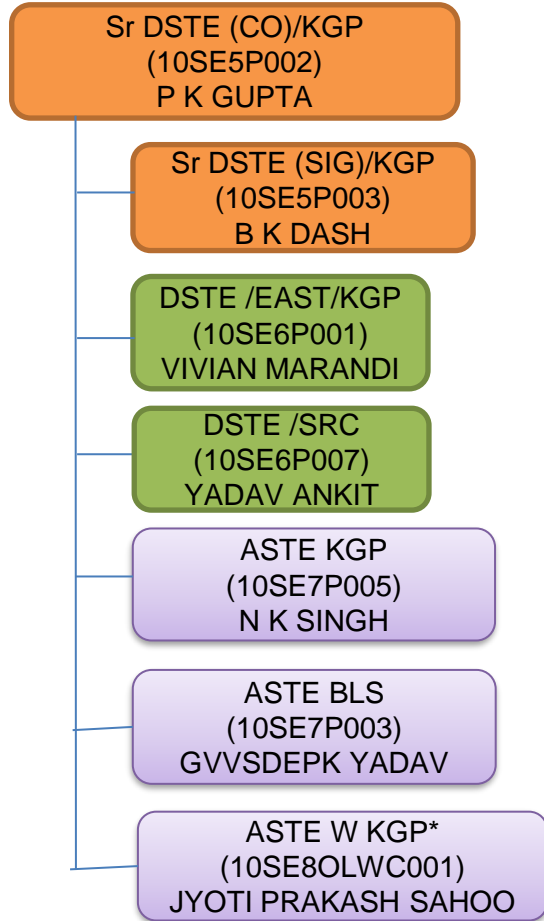 Sr DSTE (CO)/KGP
(10SE5P002)
P K GUPTA
Sr DSTE (SIG)/KGP
(10SE5P003)
B K DASH
DSTE /EAST/KGP
(10SE6P001)
VIVIAN MARANDI
DSTE /SRC
(10SE6P007)
YADAV ANKIT
ASTE KGP
(10SE7P005)
N K SINGH
ASTE BLS
(10SE7P003)
GVVSDEPK YADAV
ASTE W KGP*
(10SE8OLWC001)
JYOTI PRAKASH SAHOO